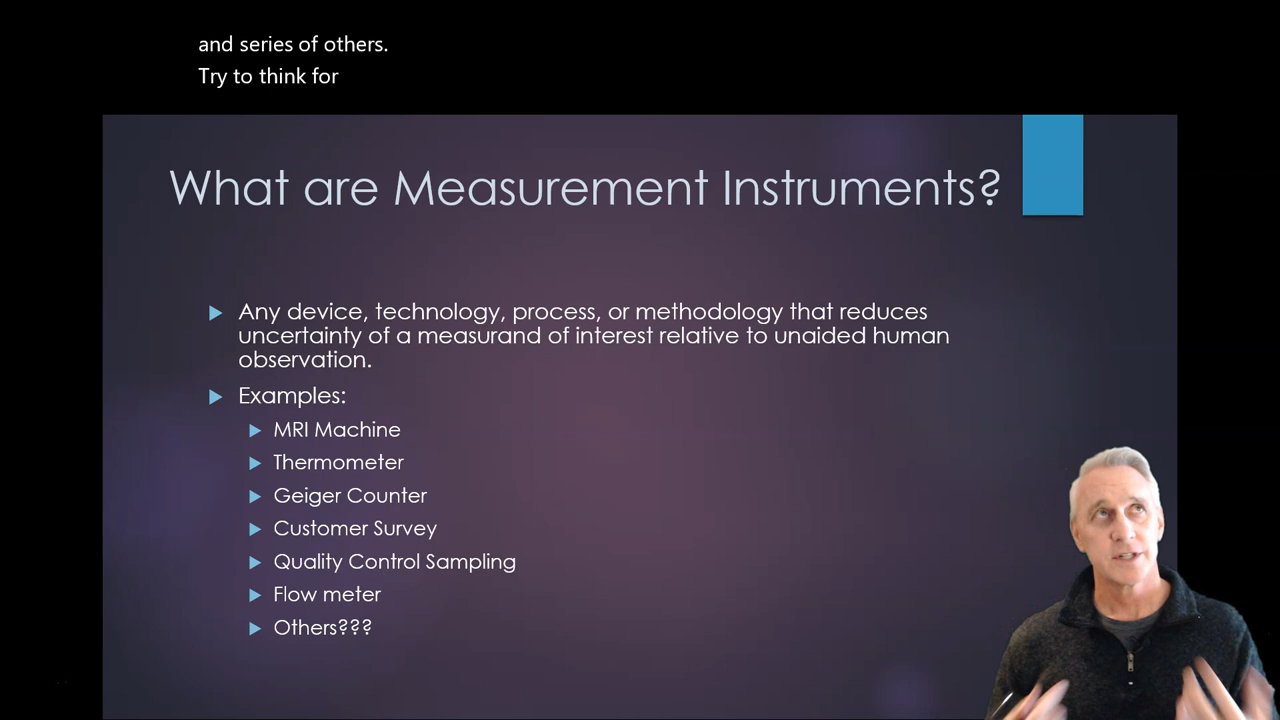 and series of others.
Try to think for
What are Measurement Instruments?
Any device, technology, process, or methodology that reduces
uncertainty of a measurand of interest relative to unaided human
observation.
Examples:
MRI Machine
Thermometer
Geiger Counter
Customer Survey
Quality Control Sampling
Flow meter
Others???